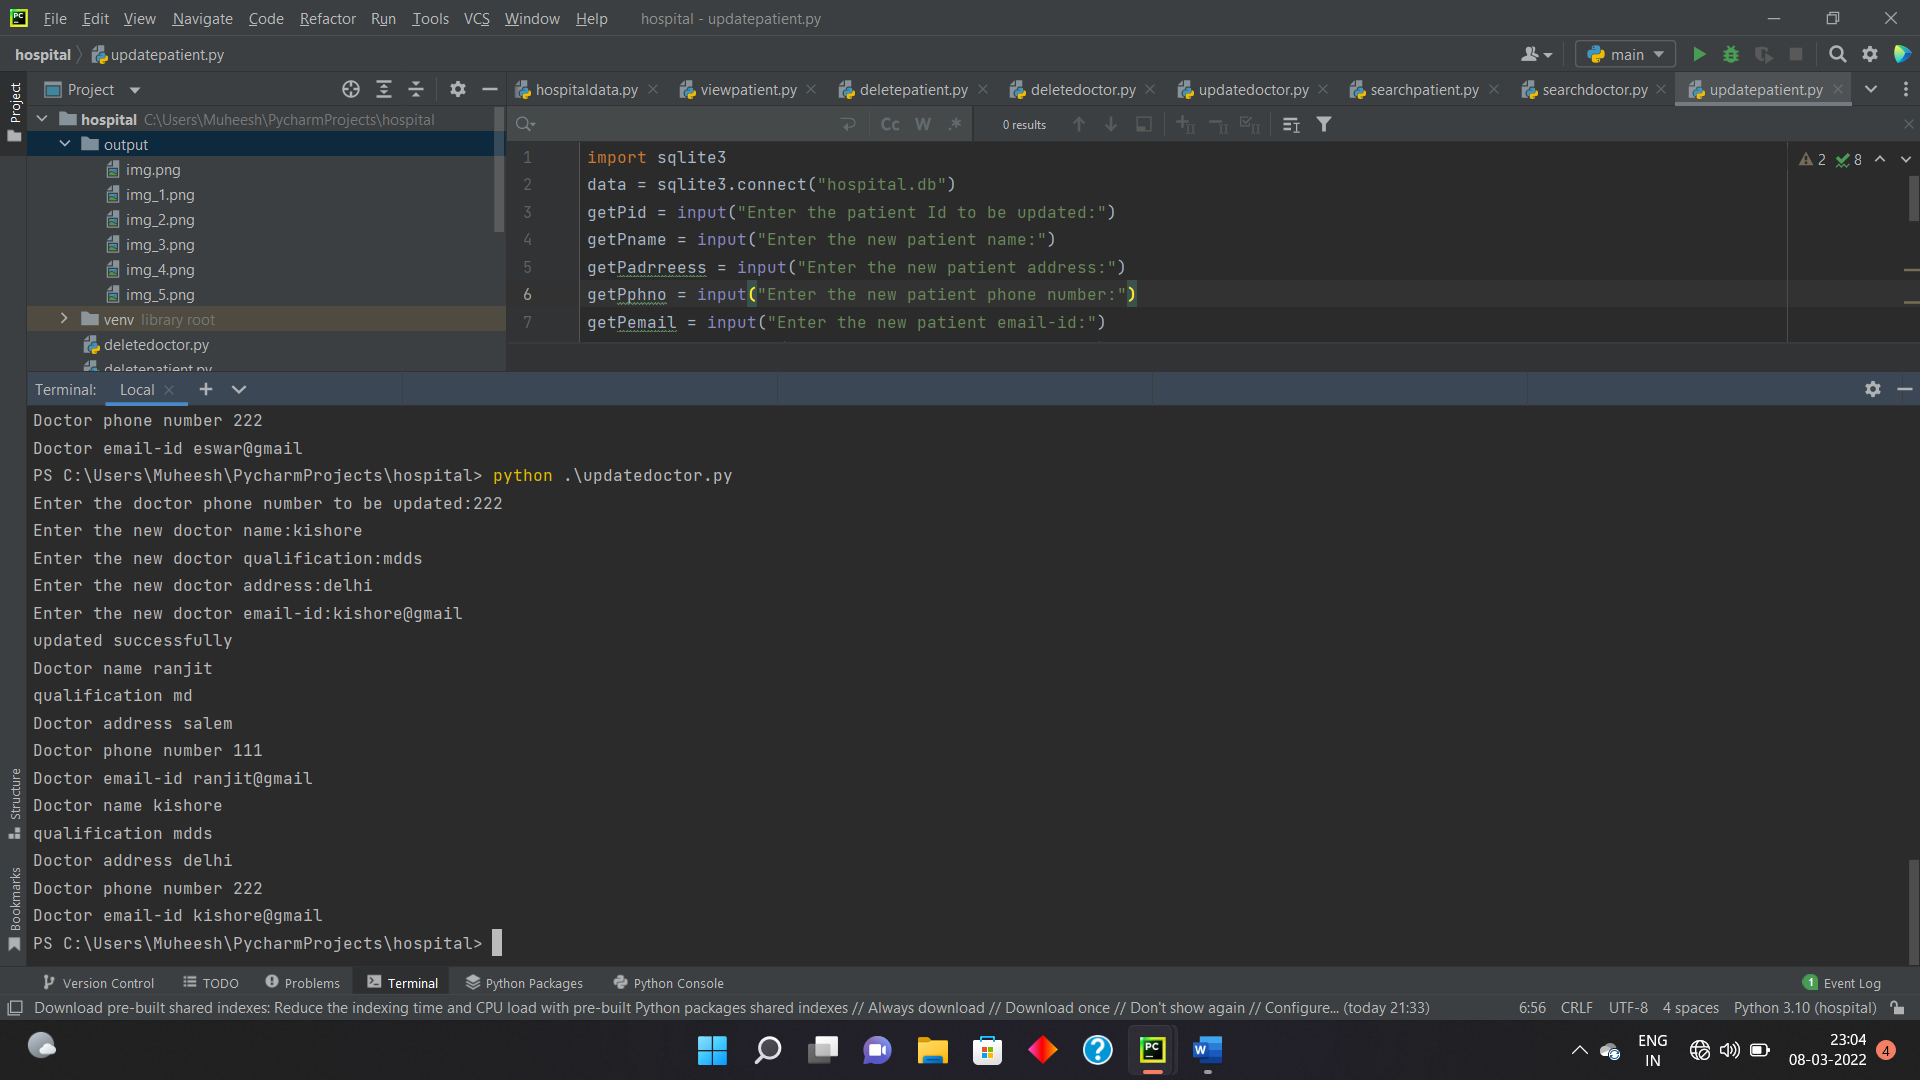 PC File Edit View Navigate Code Refactor Run Tools VCS Window Help hospital - updatepatient.py
hospital updatepatient.py main
Project Project hospitaldata.py viewpatient.py deletepatient.py deletedoctor.py updatedoctor.py searchpatient.py searchdoctor.py updatepatient.py
hospital C:\Users\Muheesh\PycharmProjects\hospital
Cc W .* 0 results
output
img.png
img_1.png
img_2.png
img_3.png
img_4.png
img_5.png
venv library root
deletedoctor.py
deletepatient.py
1 import sqlite3
2 data = sqlite3.connect("hospital.db")
3 getPid = input("Enter the patient Id to be updated:")
4 getPname = input("Enter the new patient name:")
5 getPadrreess = input("Enter the new patient address:")
6 getPphno = input("Enter the new patient phone number:")
7 getPemail = input("Enter the new patient email-id:")
2 8
Terminal: Local
Doctor phone number 222
Doctor email-id eswar@gmail
PS C:\Users\Muheesh\PycharmProjects\hospital> python .\updatedoctor.py
Enter the doctor phone number to be updated:222
Enter the new doctor name:kishore
Enter the new doctor qualification:mdds
Enter the new doctor address:delhi
Enter the new doctor email-id:kishore@gmail
updated successfully
Doctor name ranjit
qualification md
Doctor address salem
Doctor phone number 111
Doctor email-id ranjit@gmail
Doctor name kishore
qualification mdds
Doctor address delhi
Doctor phone number 222
Doctor email-id kishore@gmail
PS C:\Users\Muheesh\PycharmProjects\hospital>
Structure
Bookmarks
Version Control TODO Problems Terminal Python Packages Python Console 1 Event Log
Download pre-built shared indexes: Reduce the indexing time and CPU load with pre-built Python packages shared indexes // Always download // Download once // Don't show again // Configure... (today 21:33) 6:56 CRLF UTF-8 4 spaces Python 3.10 (hospital)
PC W ENG
IN
23:04
08-03-2022
4